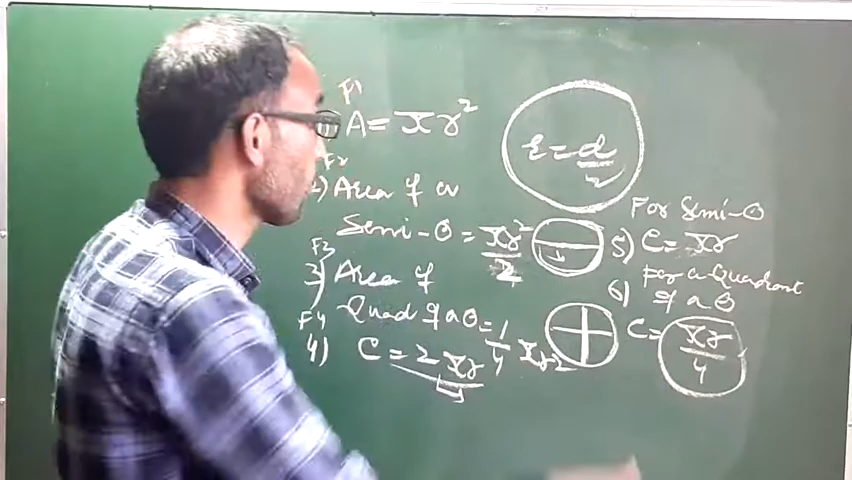 F1
A = πr²
F2
2) Area of a
Semi-⊙ = πr²/2
F3
3) Area of
Quad of a ⊙ = 1/4 πr2
F4
4) C = 2πr
r = d/2
For Semi-⊙
5) C = πr
For a Quadrant
6) of a ⊙
C = πr/4